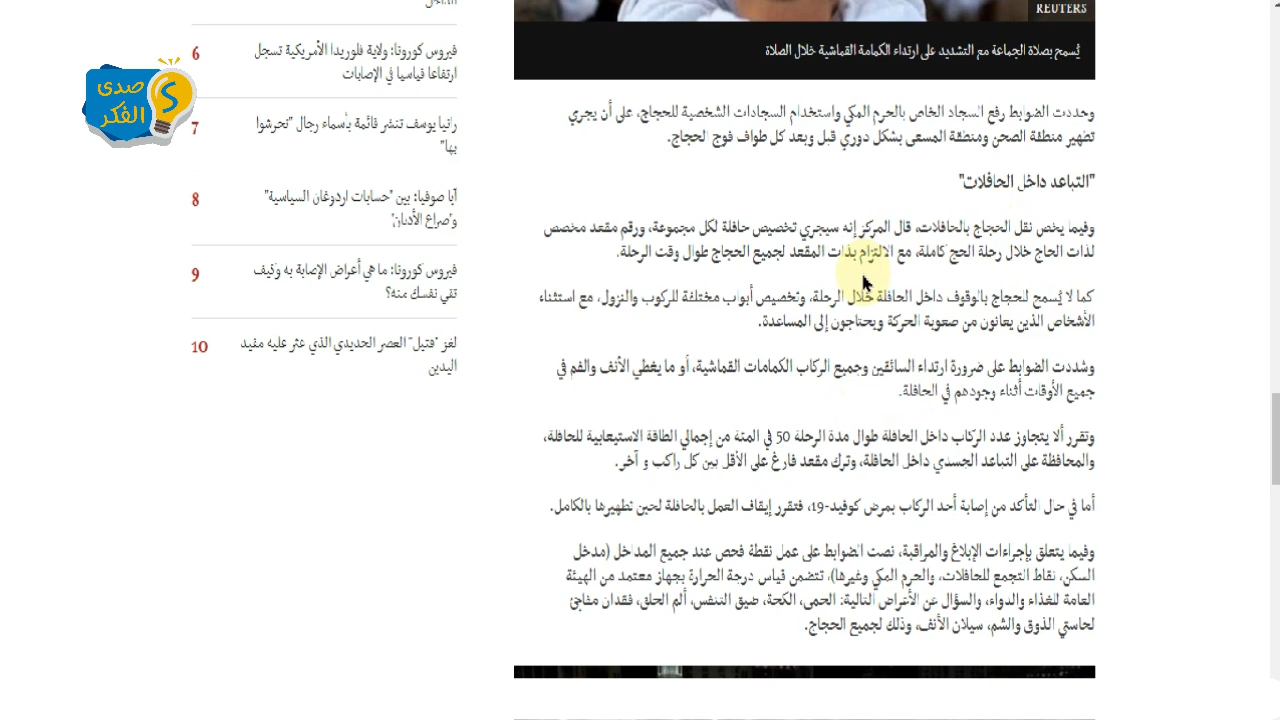 REUTERS
يُسمح بصلاة الجماعة مع التشديد على ارتداء الكمامة القماشية خلال الصلاة
وحددت الضوابط رفع السجاد الخاص بالحرم المكي واستخدام السجادات الشخصية للحجاج، على أن يجري
تطهير منطقة الصحن ومنطقة المسعى بشكل دوري قبل وبعد كل طواف فوج الحجاج.
"التباعد داخل الحافلات"
وفيما يخص نقل الحجاج بالحافلات، قال المركز إنه سيجري تخصيص حافلة لكل مجموعة، ورقم مقعد مخصص
لذات الحاج خلال رحلة الحج كاملة، مع الالتزام بذات المقعد لجميع الحجاج طوال وقت الرحلة.
كما لا يُسمح للحجاج بالوقوف داخل الحافلة خلال الرحلة، وتخصيص أبواب مختلفة للركوب والنزول، مع استثناء
الأشخاص الذين يعانون من صعوبة الحركة ويحتاجون إلى المساعدة.
وشددت الضوابط على ضرورة ارتداء السائقين وجميع الركاب الكمامات القماشية، أو ما يغطي الأنف والفم في
جميع الأوقات أثناء وجودهم في الحافلة.
وتقرر ألا يتجاوز عدد الركاب داخل الحافلة طوال مدة الرحلة 50 في المئة من إجمالي الطاقة الاستيعابية للحافلة،
والمحافظة على التباعد الجسدي داخل الحافلة، وترك مقعد فارغ على الأقل بين كل راكب و آخر.
أما في حال التأكد من إصابة أحد الركاب بمرض كوفيد-19، فتقرر إيقاف العمل بالحافلة لحين تطهيرها بالكامل.
وفيما يتعلق بإجراءات الإبلاغ والمراقبة، نصت الضوابط على عمل نقطة فحص عند جميع المداخل (مدخل
السكن، نقاط التجمع للحافلات، والحرم المكي وغيرها)، تتضمن قياس درجة الحرارة بجهاز معتمد من الهيئة
العامة للغذاء والدواء، والسؤال عن الأعراض التالية: الحمى، الكحة، ضيق التنفس، ألم الحلق، فقدان مفاجئ
لحاستي الذوق والشم، سيلان الأنف، وذلك لجميع الحجاج.
6 فيروس كورونا: ولاية فلوريدا الأمريكية تسجل
ارتفاعا قياسيا في الإصابات
7 رانيا يوسف تنشر قائمة بأسماء رجال "تحرشوا
بها"
8 آيا صوفيا: بين "حسابات اردوغان السياسية"
و"صراع الأديان"
9 فيروس كورونا: ما هي أعراض الإصابة به وكيف
تقي نفسك منه؟
10 لغز "قتيل" العصر الحديدي الذي عثر عليه مقيد
اليدين
صدى
الفكر